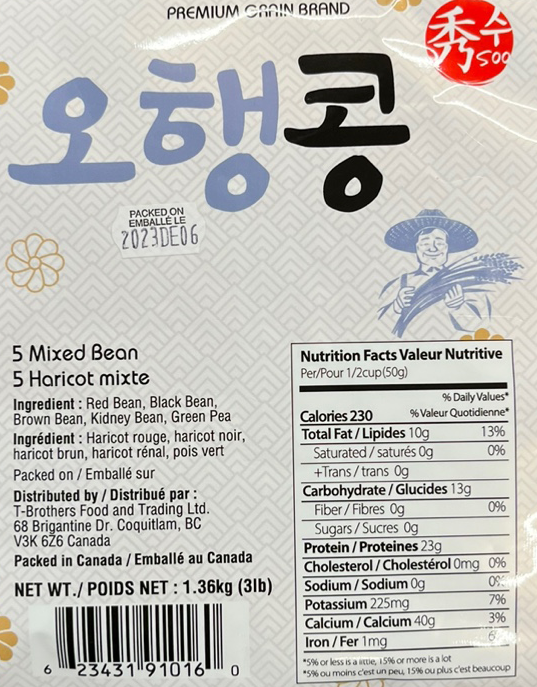 PREMIUM GRAIN BRAND
秀 수
soo
오행콩
PACKED ON
EMBALLÉ LE
2023DE06
5 Mixed Bean
5 Haricot mixte
Ingredient : Red Bean, Black Bean,
Brown Bean, Kidney Bean, Green Pea
Ingrédient : Haricot rouge, haricot noir,
haricot brun, haricot rénal, pois vert
Packed on / Emballé sur
Distributed by / Distribué par :
T-Brothers Food and Trading Ltd.
68 Brigantine Dr. Coquitlam, BC
V3K 6Z6 Canada
Packed in Canada / Emballé au Canada
NET WT./ POIDS NET : 1.36kg (3lb)
6 23431 91016 0
Nutrition Facts Valeur Nutritive
Per/Pour 1/2cup(50g)
% Daily Values*
Calories 230 % Valeur Quotidienne*
Total Fat / Lipides 10g 13%
Saturated / saturés 0g 0%
+Trans / trans 0g
Carbohydrate / Glucides 13g
Fiber / Fibres 0g 0%
Sugars / Sucres 0g
Protein / Proteines 23g
Cholesterol / Cholestérol 0mg 0%
Sodium / Sodium 0g 0%
Potassium 225mg 7%
Calcium / Calcium 40g 3%
Iron / Fer 1mg 6%
*5% or less is a little, 15% or more is a lot
*5% ou moins c'est un peu, 15% ou plus c'est beaucoup